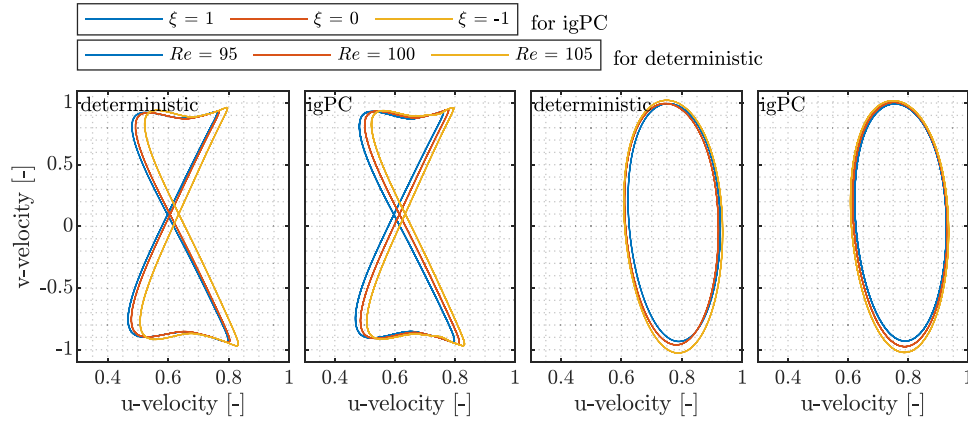 ξ = 1 ξ = 0 ξ = -1 for igPC
Re = 95 Re = 100 Re = 105 for deterministic
deterministic igPC deterministic igPC
1
0.5
0
-0.5
-1
v-velocity [-]
0.4 0.6 0.8 1 0.4 0.6 0.8 1 0.4 0.6 0.8 1 0.4 0.6 0.8 1
u-velocity [-] u-velocity [-] u-velocity [-] u-velocity [-]